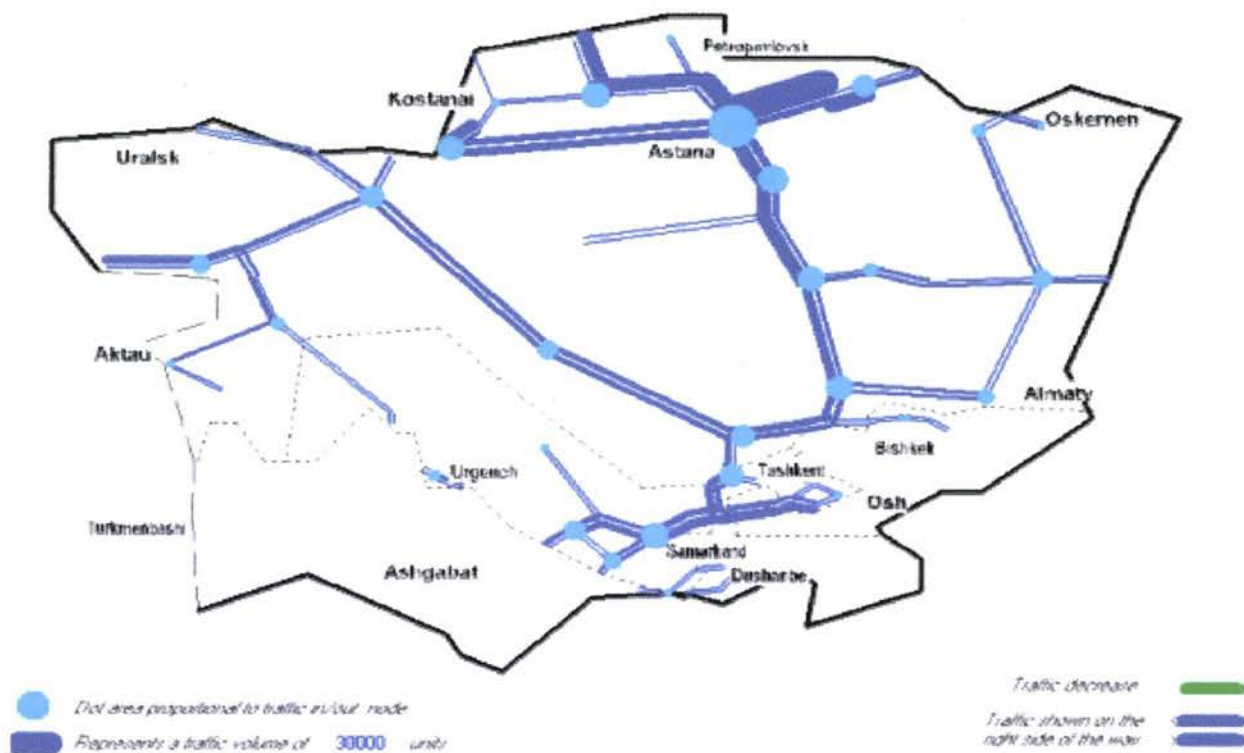 Petropavlovsk
Kostanai
Oskemen
Uralsk
Astana
Aktau
Almaty
Bishkek
Urgench
Tashkent
Osh
Turkmenbashi
Samarkand
Ashgabat
Dushanbe
Traffic decrease
Dot area proportional to traffic in/out node
Traffic shown on the
Represents a traffic volume of 30000 units
right side of the way